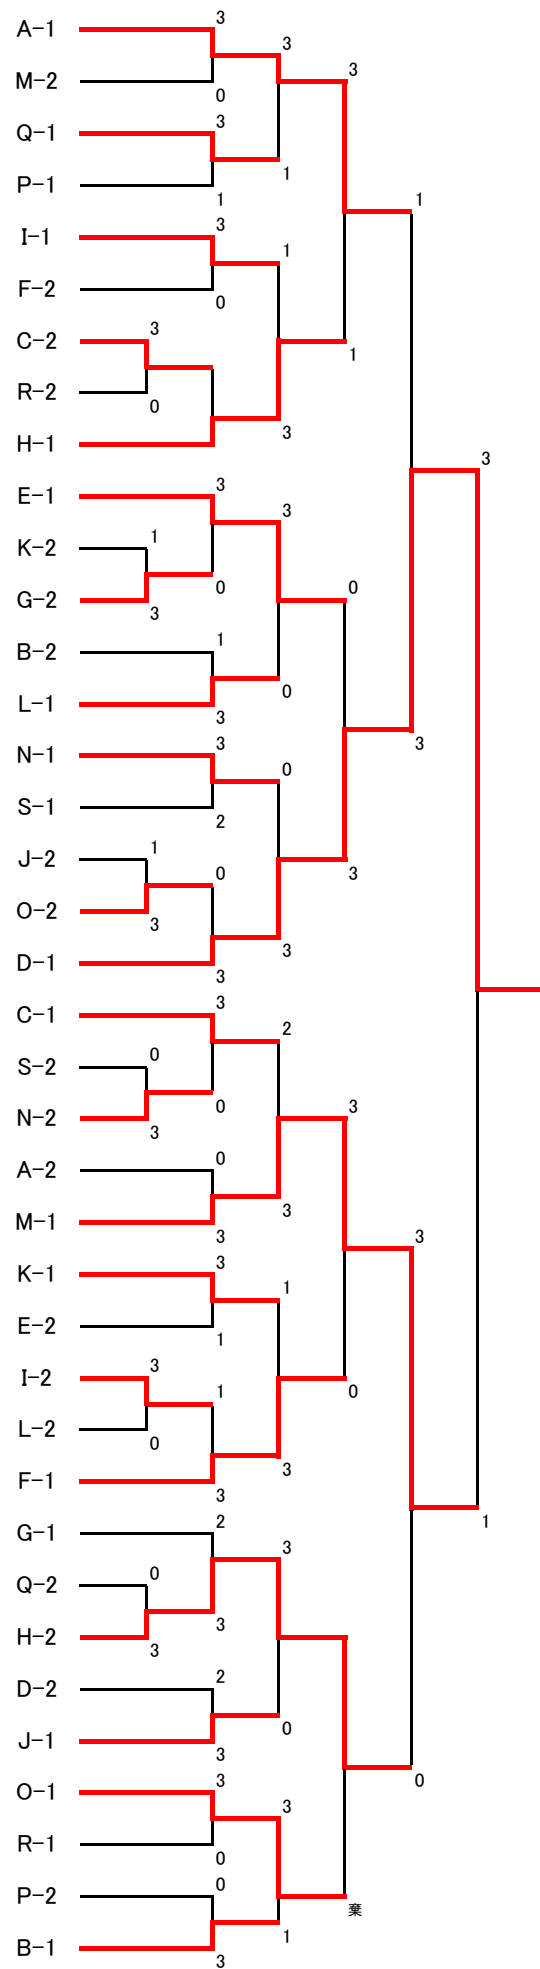 3
A-1
3
3
M-2
0
3
Q-1
1
P-1
1
1
3
I-1
1
F-2
0
3
C-2
1
R-2
0
3
H-1
3
3
E-1
3
1
K-2
0
0
G-2
3
1
B-2
0
L-1
3
3
N-1
3
0
S-1
2
1
J-2
0
3
O-2
3
3
D-1
3
3
C-1
2
0
S-2
3
0
N-2
3
0
A-2
3
M-1
3
3
3
K-1
1
E-2
1
3
I-2
1
0
L-2
0
3
F-1
3
2
1
G-1
3
0
Q-2
3
H-2
3
2
D-2
0
J-1
3
3
0
O-1
3
R-1
0
0
P-2
棄
1
B-1
3